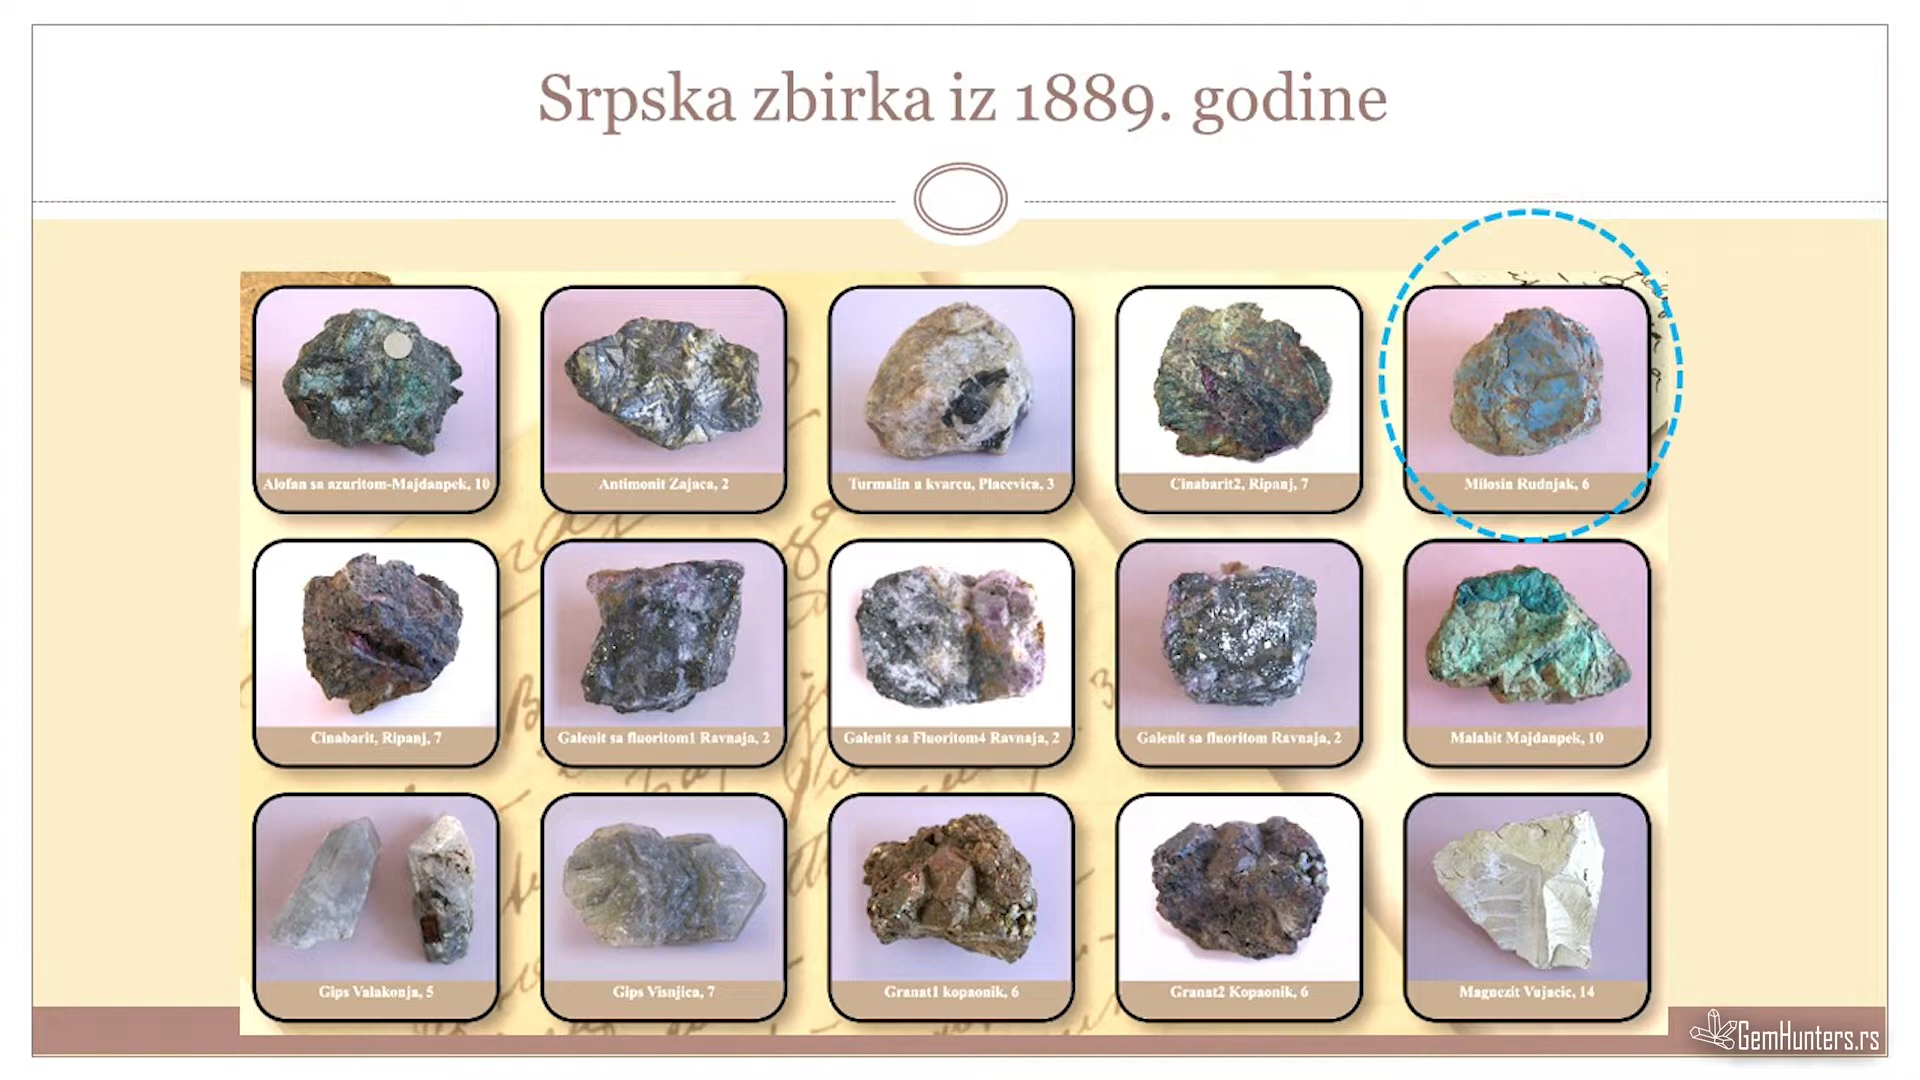 Srpska zbirka iz 1889. godine
Alofan sa azuritom-Majdanpek, 10
Antimonit Zajaca, 2
Turmalin u kvarcu, Placevica, 3
Cinabarit2, Ripanj, 7
Milosin Rudnjak, 6
Cinabarit, Ripanj, 7
Galenit sa fluoritom1 Ravnaja, 2
Galenit sa Fluoritom4 Ravnaja, 2
Galenit sa fluoritom Ravnaja, 2
Malahit Majdanpek, 10
Gips Valakonja, 5
Gips Visnjica, 7
Granat1 kopaonik, 6
Granat2 Kopaonik, 6
Magnezit Vujacic, 14
GemHunters.rs